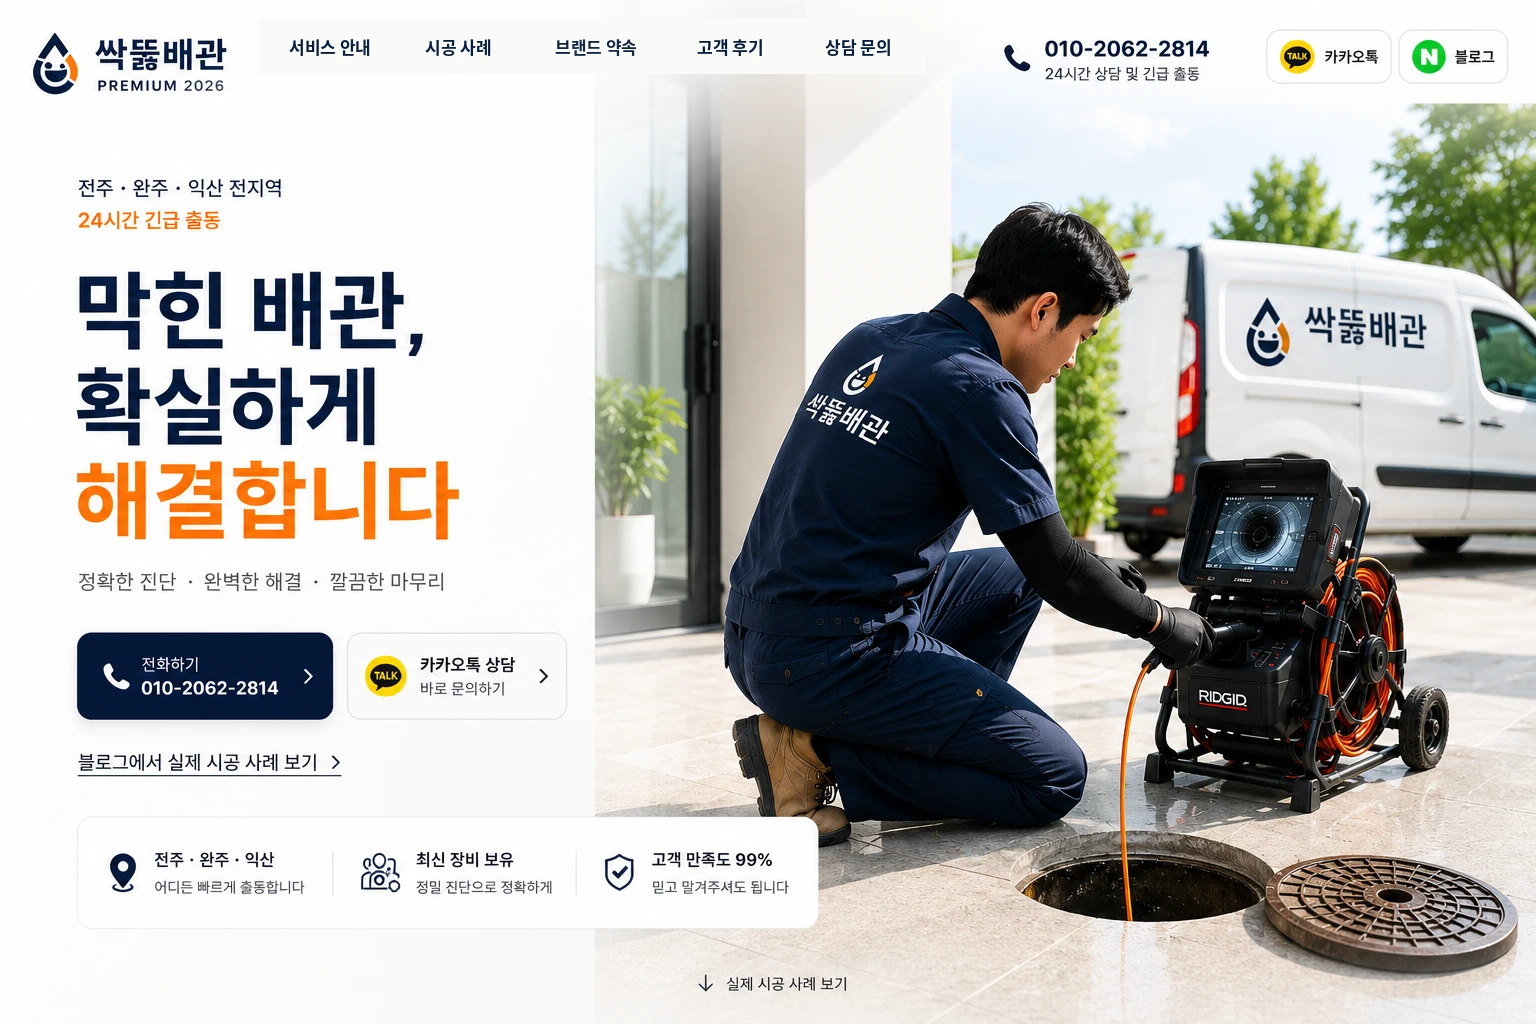 싹뚫배관
PREMIUM 2026
서비스 안내
시공 사례
브랜드 약속
고객 후기
상담 문의
010-2062-2814
24시간 상담 및 긴급 출동
TALK
카카오톡
N
블로그
전주 · 완주 · 익산 전지역
24시간 긴급 출동
막힌 배관,
확실하게
해결합니다
정확한 진단 · 완벽한 해결 · 깔끔한 마무리
전화하기
010-2062-2814
TALK
카카오톡 상담
바로 문의하기
블로그에서 실제 시공 사례 보기
전주 · 완주 · 익산
어디든 빠르게 출동합니다
최신 장비 보유
정밀 진단으로 정확하게
고객 만족도 99%
믿고 맡겨주셔도 됩니다
실제 시공 사례 보기
싹뚫배관
싹뚫배관
RIDGID